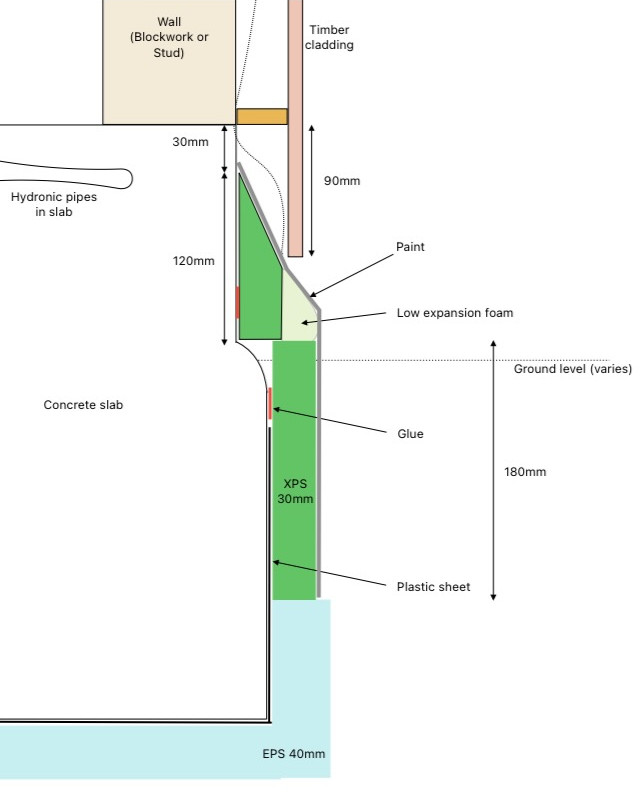 Wall
(Blockwork or
Stud)
Timber
cladding
30mm
90mm
Hydronic pipes
in slab
120mm
Paint
Low expansion foam
Ground level (varies)
Concrete slab
Glue
180mm
XPS
30mm
Plastic sheet
EPS 40mm